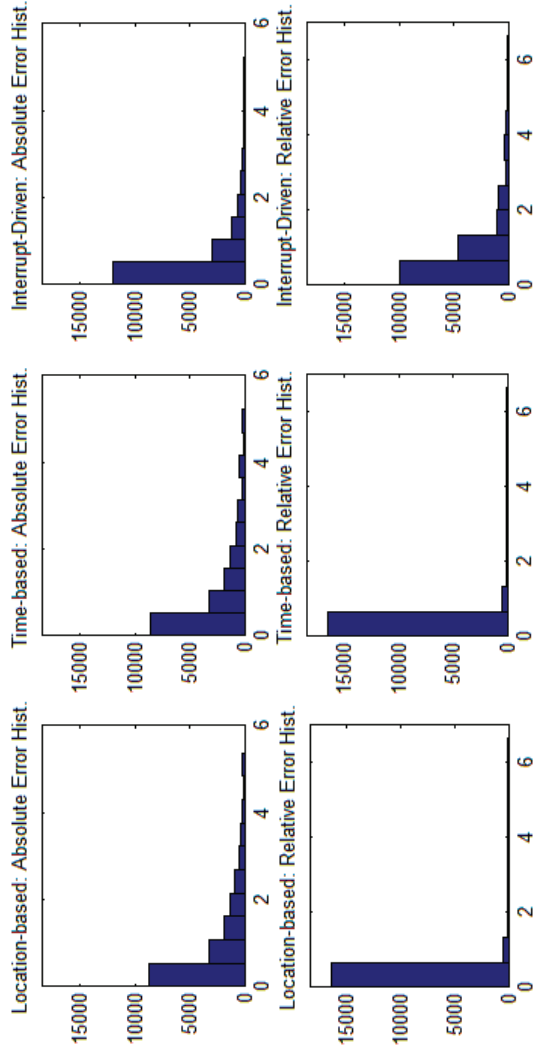 Location-based: Absolute Error Hist.
15000
10000
5000
0
0 2 4 6
Time-based: Absolute Error Hist.
15000
10000
5000
0
0 2 4 6
Interrupt-Driven: Absolute Error Hist.
15000
10000
5000
0
0 2 4 6
Location-based: Relative Error Hist.
15000
10000
5000
0
0 2 4 6
Time-based: Relative Error Hist.
15000
10000
5000
0
0 2 4 6
Interrupt-Driven: Relative Error Hist.
15000
10000
5000
0
0 2 4 6